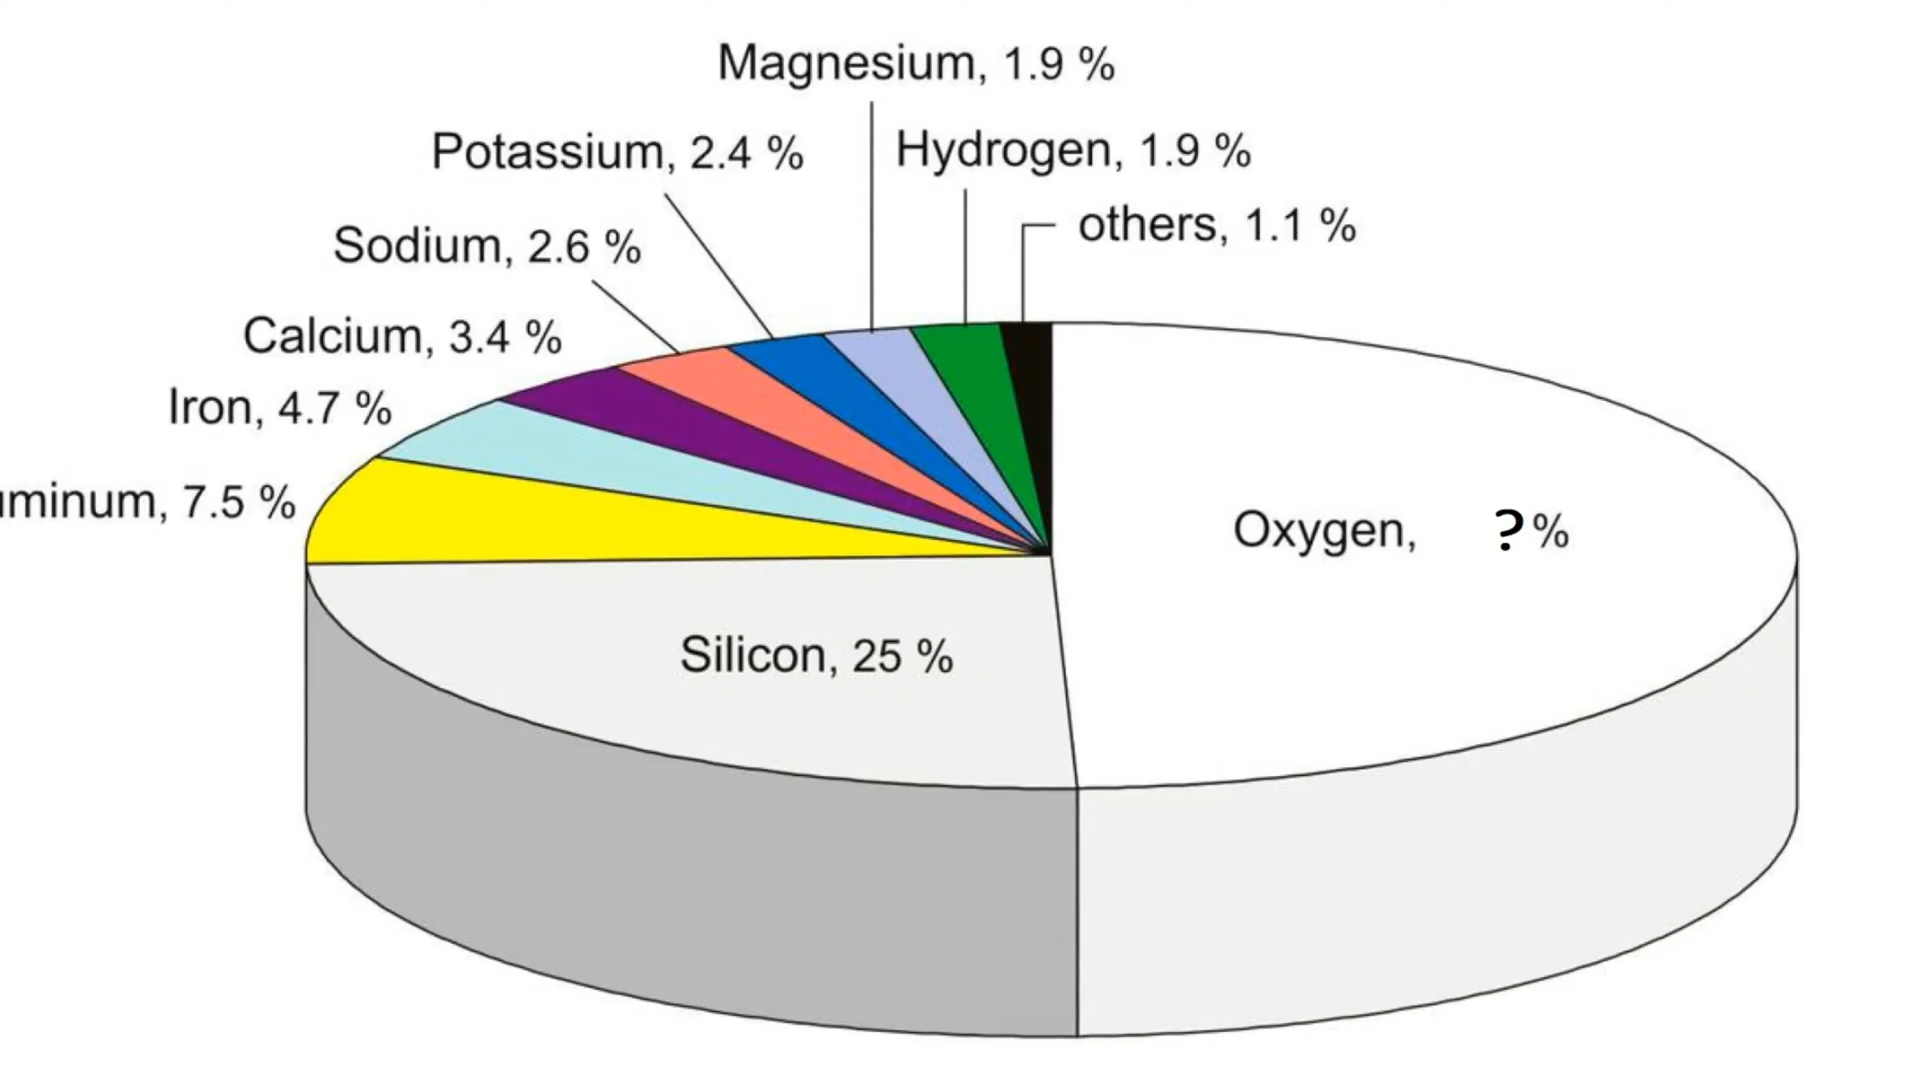 Magnesium, 1.9 %
Potassium, 2.4 %
Hydrogen, 1.9 %
Sodium, 2.6 %
others, 1.1 %
Calcium, 3.4 %
Iron, 4.7 %
uminum, 7.5 %
Oxygen, ? %
Silicon, 25 %